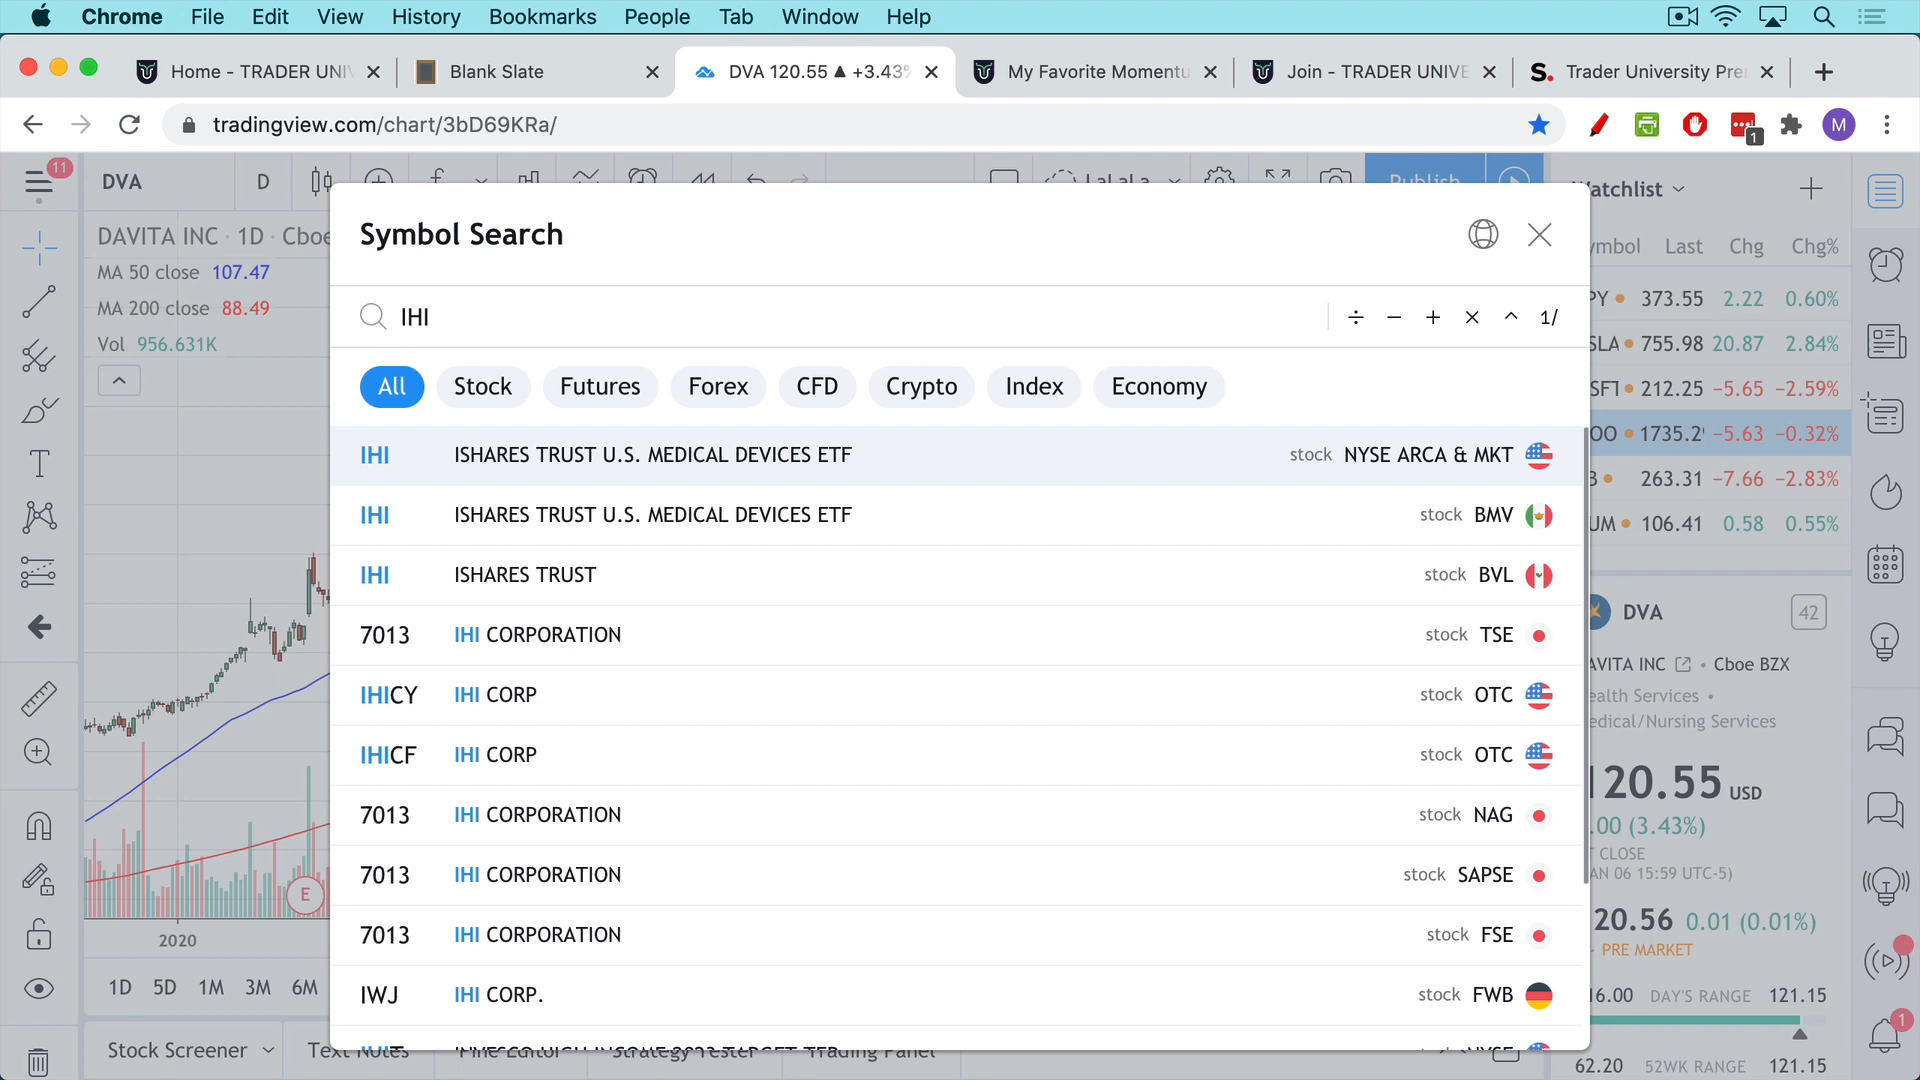 Chrome File Edit View History Bookmarks People Tab Window Help
Home - TRADER UNIV
Blank Slate
DVA 120.55 ▲ +3.43%
My Favorite Momentu
Join - TRADER UNIVE
S. Trader University Pre
tradingview.com/chart/3bD69KRa/
1
M
11
DVA
D
LaLaLa
Publish
atchlist
DAVITA INC · 1D · Cboe
MA 50 close 107.47
MA 200 close 88.49
Vol 956.631K
Symbol Search
IHI
÷ − + × ^ 1/
All Stock Futures Forex CFD Crypto Index Economy
IHI ISHARES TRUST U.S. MEDICAL DEVICES ETF stock NYSE ARCA & MKT
IHI ISHARES TRUST U.S. MEDICAL DEVICES ETF stock BMV
IHI ISHARES TRUST stock BVL
7013 IHI CORPORATION stock TSE
IHICY IHI CORP stock OTC
IHICF IHI CORP stock OTC
7013 IHI CORPORATION stock NAG
7013 IHI CORPORATION stock SAPSE
7013 IHI CORPORATION stock FSE
IWJ IHI CORP. stock FWB
E
2020
1D 5D 1M 3M 6M
Stock Screener Text Notes Trading Panel
mbol Last Chg Chg%
PY 373.55 2.22 0.60%
SLA 755.98 20.87 2.84%
SFT 212.25 −5.65 −2.59%
OO 1735.2 −5.63 −0.32%
B 263.31 −7.66 −2.83%
UM 106.41 0.58 0.55%
DVA 42
AVITA INC • Cboe BZX
ealth Services •
edical/Nursing Services
120.55 USD
.00 (3.43%)
T CLOSE
AN 06 15:59 UTC-5)
20.56 0.01 (0.01%)
PRE MARKET
16.00 DAY'S RANGE 121.15
62.20 52WK RANGE 121.15
1